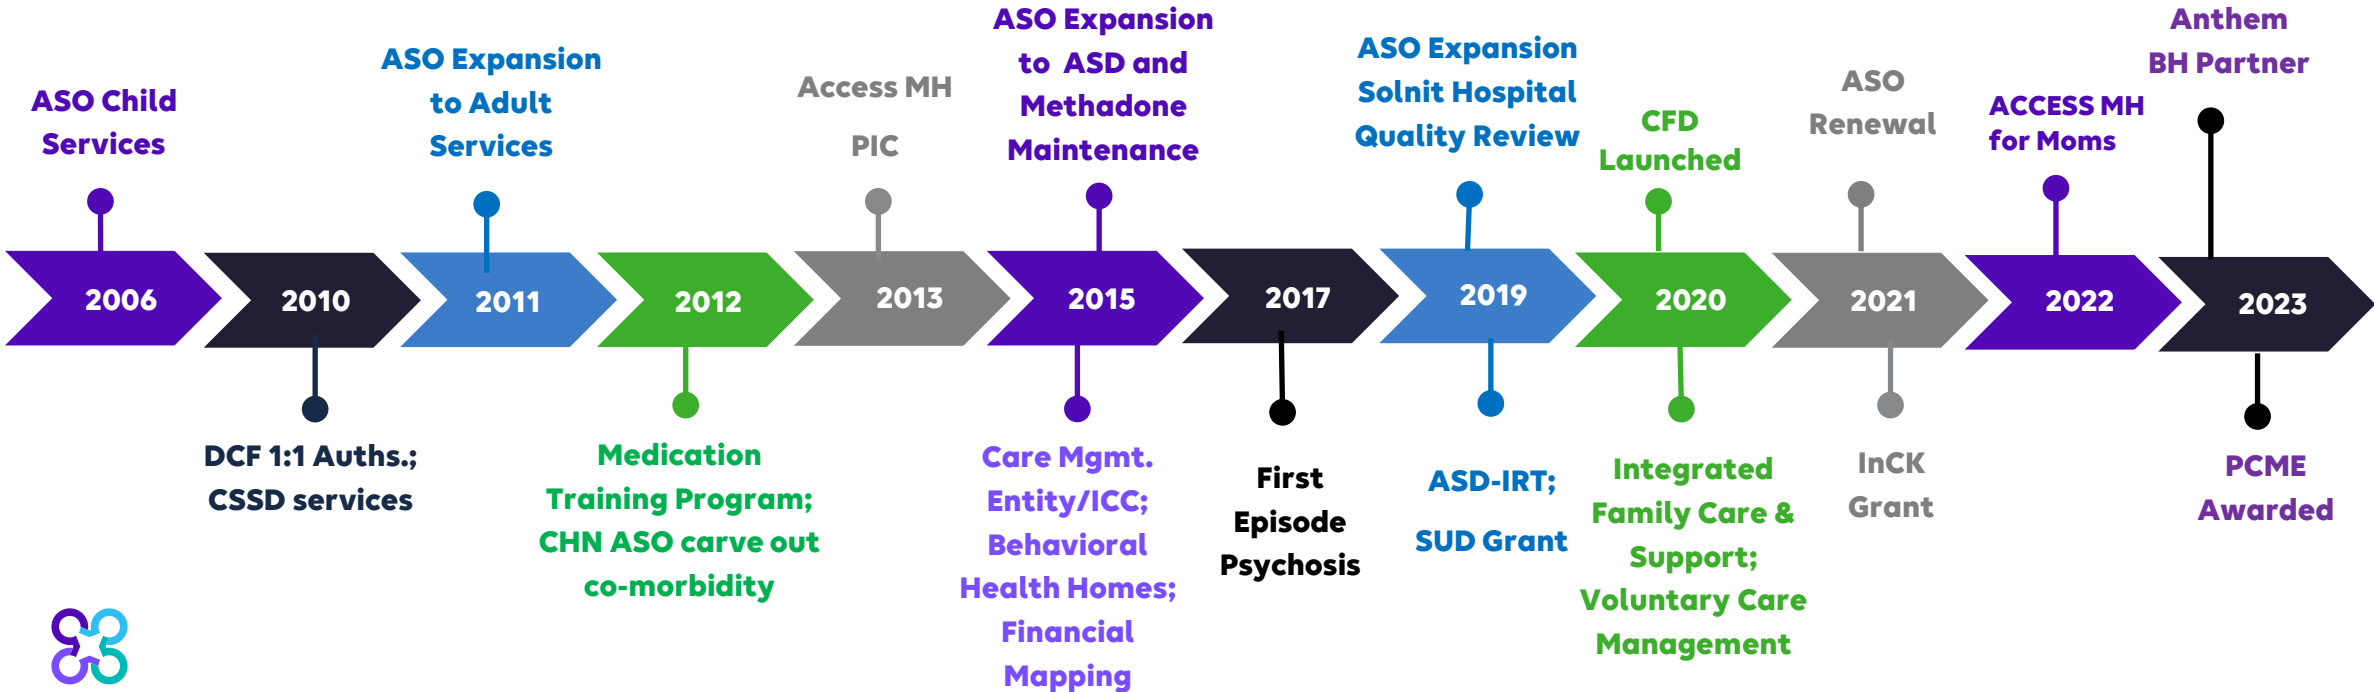 ASO Child
Services
ASO Expansion
to Adult
Services
Access MH
PIC
ASO Expansion
to ASD and
Methadone
Maintenance
ASO Expansion
Solnit Hospital
Quality Review
CFD
Launched
ASO
Renewal
ACCESS MH
for Moms
Anthem
BH Partner
2006
2010
2011
2012
2013
2015
2017
2019
2020
2021
2022
2023
DCF 1:1 Auths.;
CSSD services
Medication
Training Program;
CHN ASO carve out
co-morbidity
Care Mgmt.
Entity/ICC;
Behavioral
Health Homes;
Financial
Mapping
First
Episode
Psychosis
ASD-IRT;
SUD Grant
Integrated
Family Care &
Support;
Voluntary Care
Management
InCK
Grant
PCME
Awarded